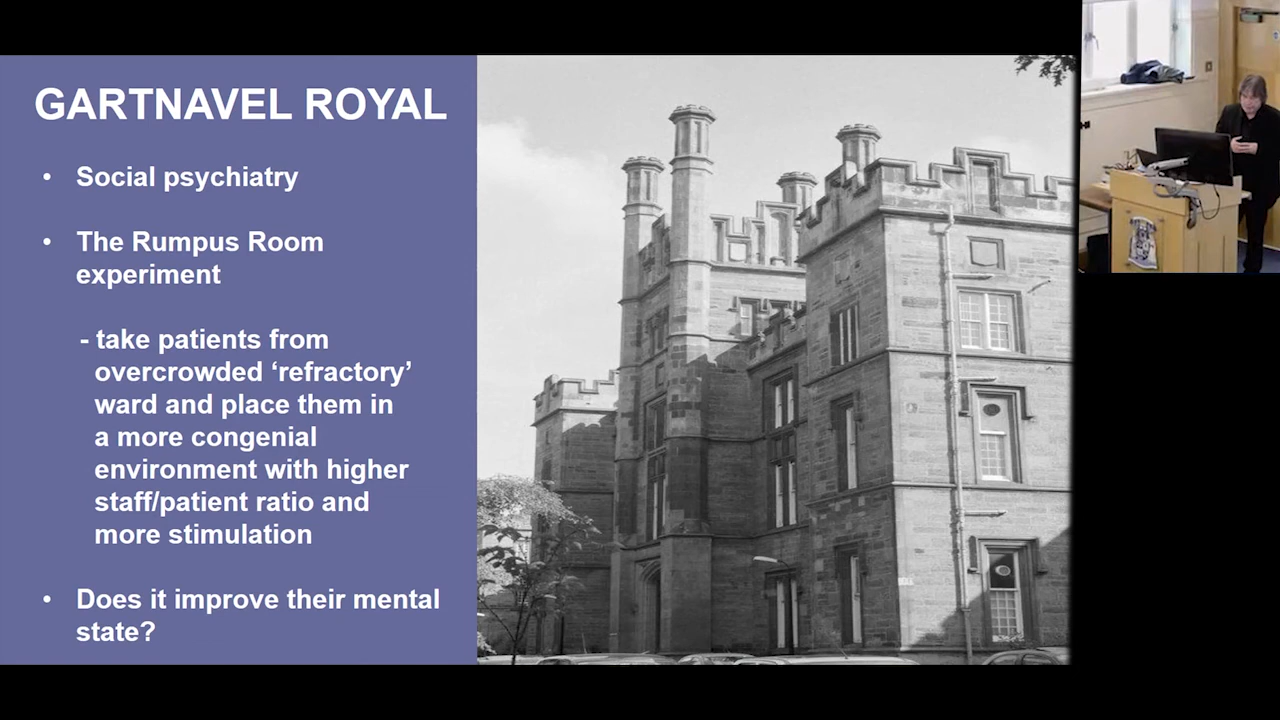 GARTNAVEL ROYAL
• Social psychiatry
• The Rumpus Room
experiment
- take patients from
overcrowded ‘refractory’
ward and place them in
a more congenial
environment with higher
staff/patient ratio and
more stimulation
• Does it improve their mental
state?